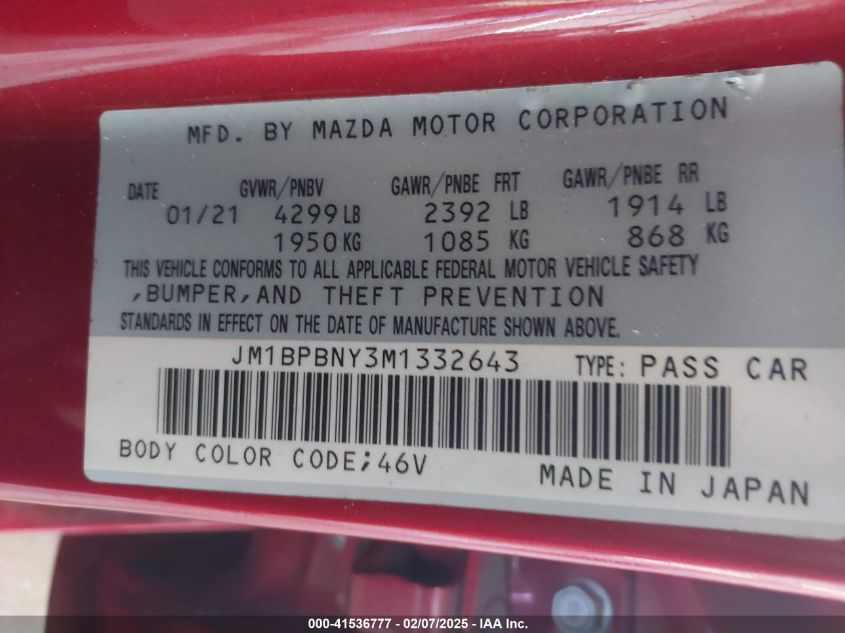 MFD. BY MAZDA MOTOR CORPORATION
DATE GVWR/PNBV GAWR/PNBE FRT GAWR/PNBE RR
01/21 4299 LB 2392 LB 1914 LB
1950 KG 1085 KG 868 KG
THIS VEHICLE CONFORMS TO ALL APPLICABLE FEDERAL MOTOR VEHICLE SAFETY
,BUMPER,AND THEFT PREVENTION
STANDARDS IN EFFECT ON THE DATE OF MANUFACTURE SHOWN ABOVE.
JM1BPBNY3M1332643 TYPE: PASS CAR
BODY COLOR CODE;46V MADE IN JAPAN
000-41536777 - 02/07/2025 - IAA Inc.